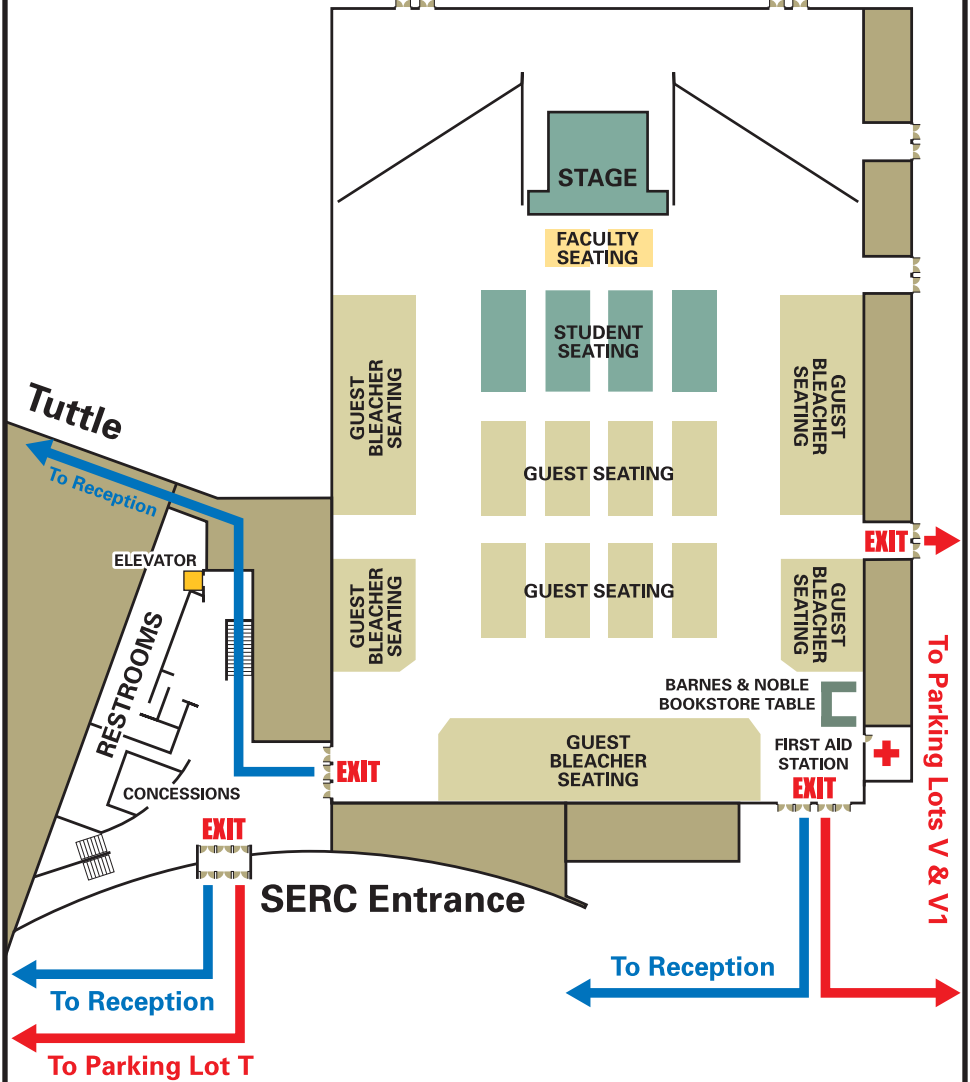 STAGE
FACULTY
SEATING
STUDENT
SEATING
GUEST
BLEACHER
SEATING
GUEST
BLEACHER
SEATING
Tuttle
To Reception
GUEST SEATING
EXIT
ELEVATOR
GUEST
BLEACHER
SEATING
GUEST SEATING
GUEST
BLEACHER
SEATING
RESTROOMS
To Parking Lots V & V1
BARNES & NOBLE
BOOKSTORE TABLE
GUEST
BLEACHER
SEATING
FIRST AID
STATION
EXIT
EXIT
CONCESSIONS
EXIT
SERC Entrance
To Reception
To Reception
To Parking Lot T